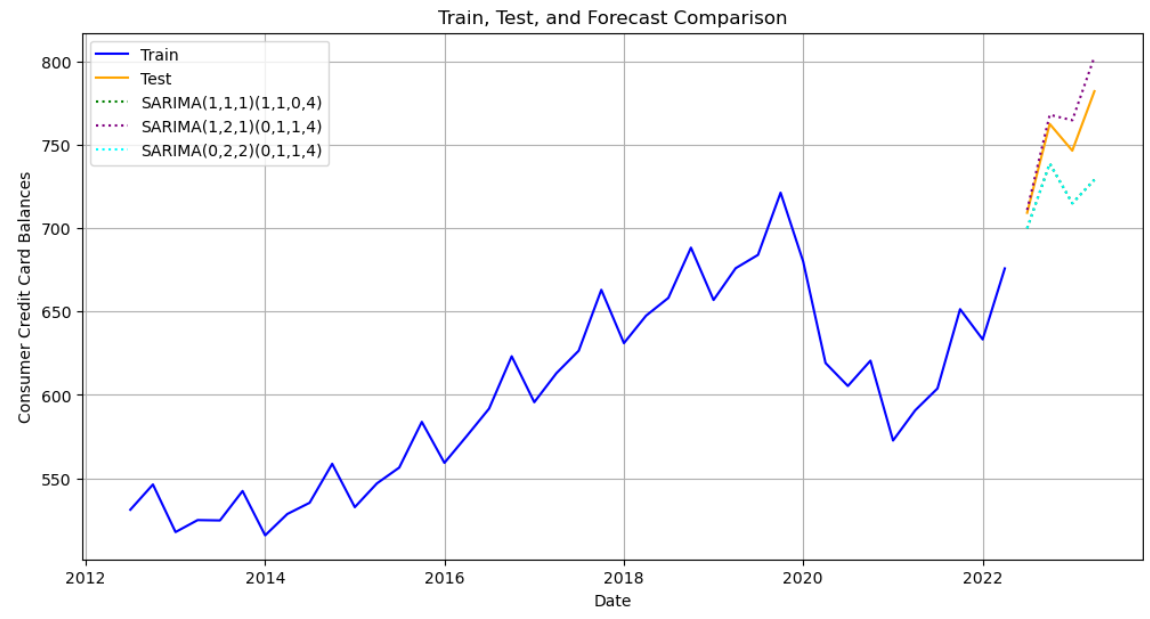 Train, Test, and Forecast Comparison
Train
Test
SARIMA(1,1,1)(1,1,0,4)
SARIMA(1,2,1)(0,1,1,4)
SARIMA(0,2,2)(0,1,1,4)
Consumer Credit Card Balances
800
750
700
650
600
550
2012
2014
2016
2018
2020
2022
Date